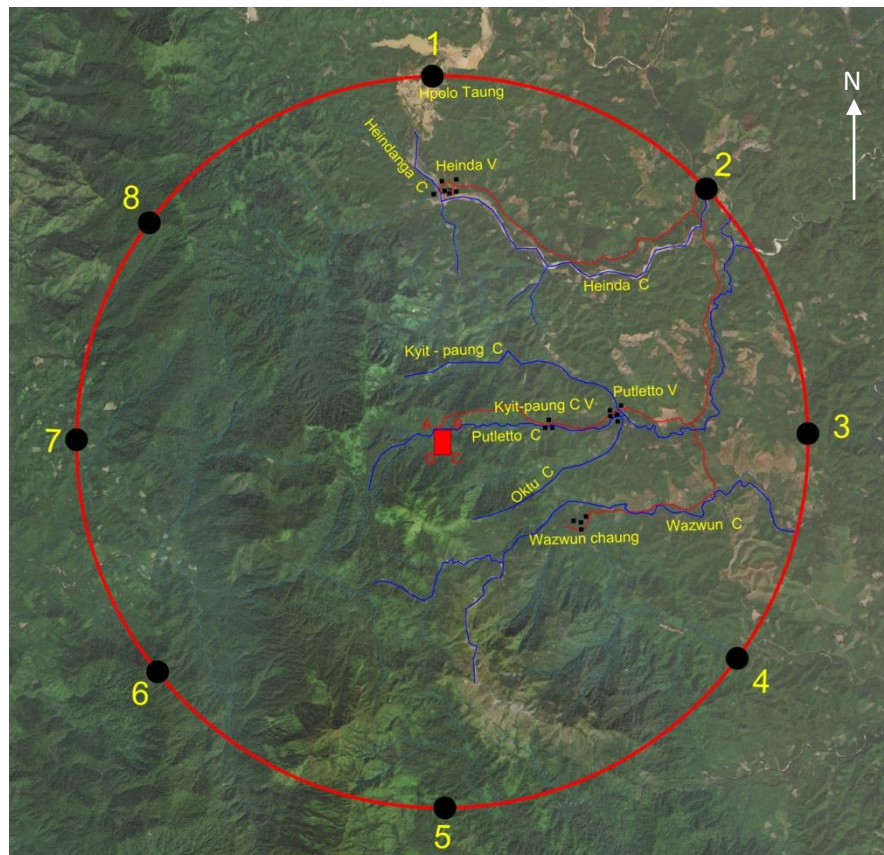 1
Hpolo Taung
N
Heindanga C
Heinda V
2
8
Heinda C
Kyit - paung C
Putletto V
Kyit-paung C V
A B
Putletto C
3
7
D C
Oktu C
Wazwun C
Wazwun chaung
4
6
5